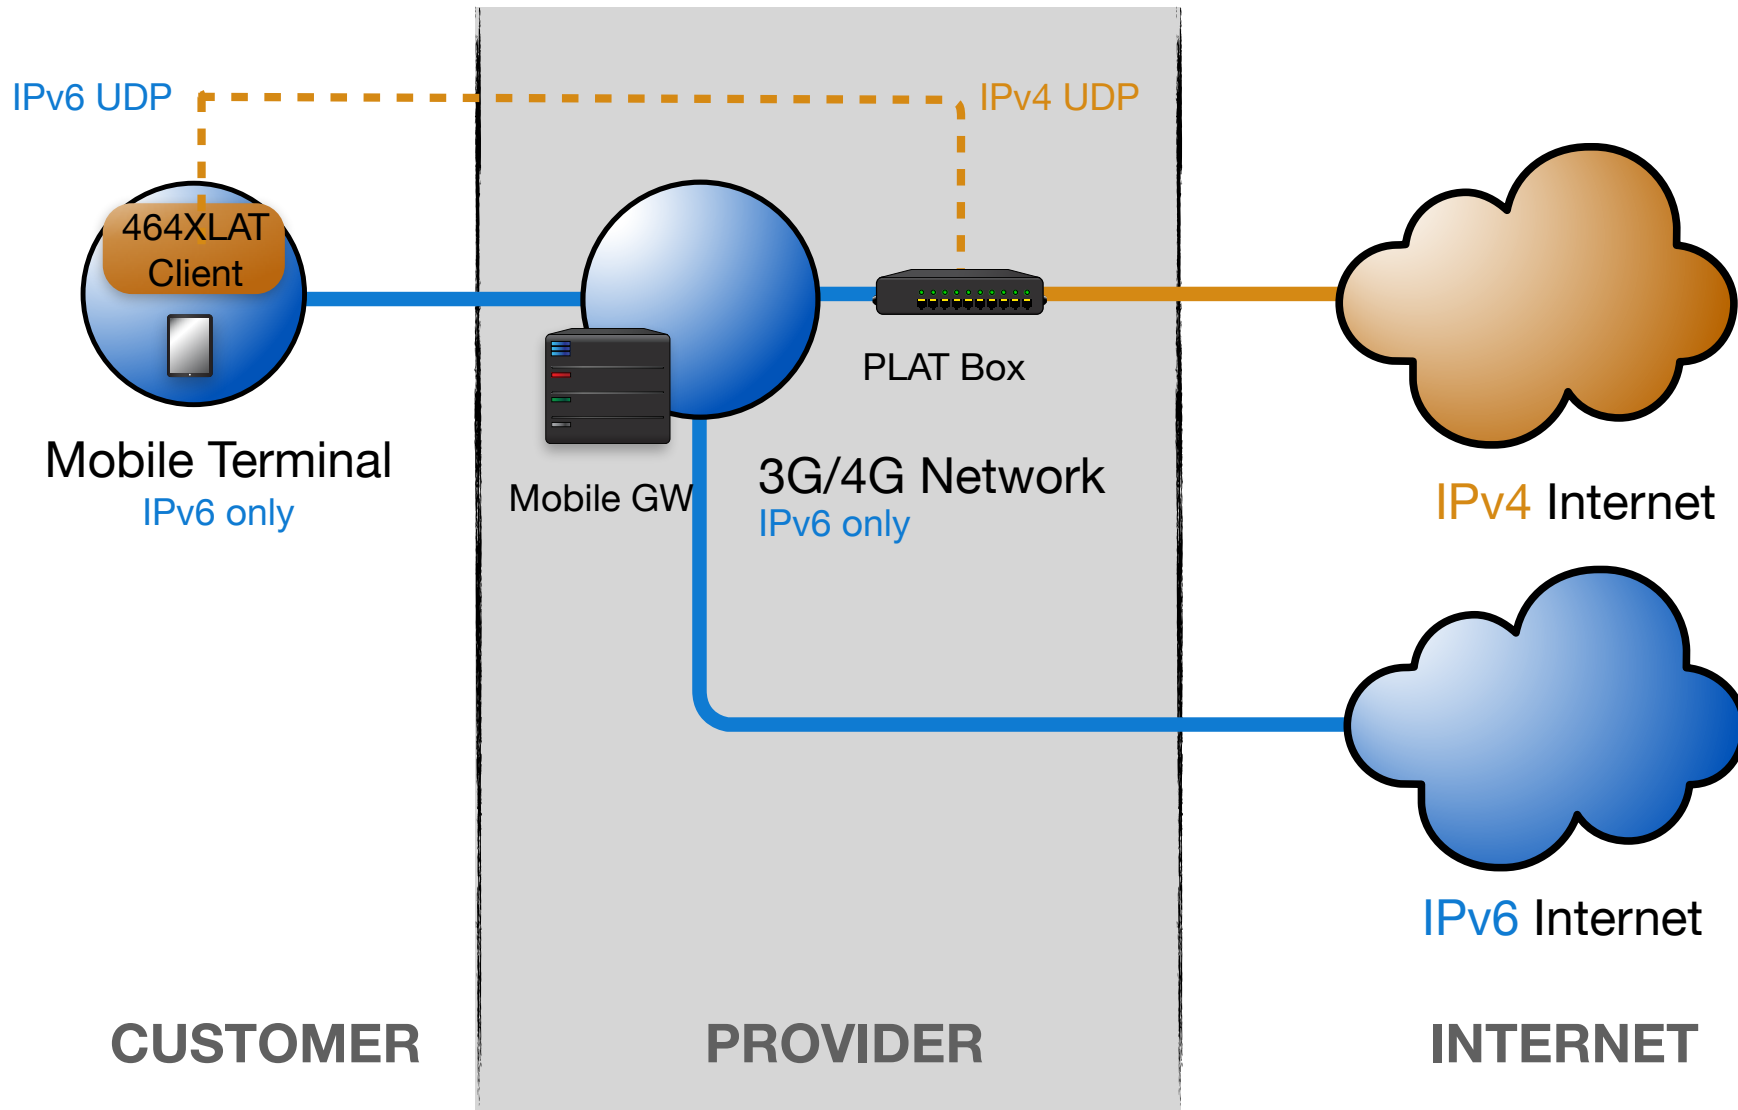 IPv6 UDP
IPv4 UDP
464XLAT
Client
PLAT Box
Mobile Terminal
IPv6 only
Mobile GW
3G/4G Network
IPv6 only
IPv4 Internet
IPv6 Internet
CUSTOMER
PROVIDER
INTERNET